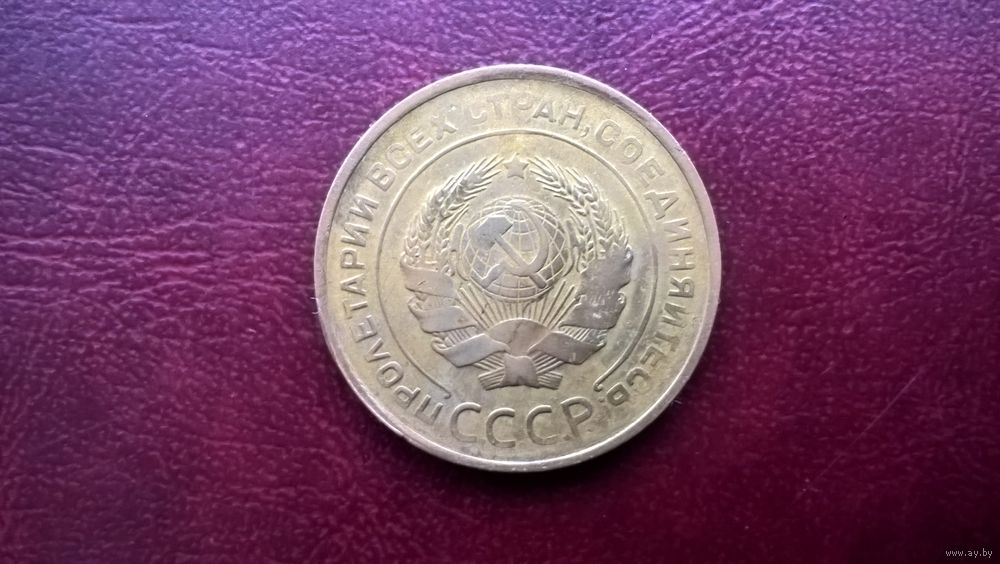 ПРОЛЕТАРИИ ВСЕХ СТРАН, СОЕДИНЯЙТЕСЬ.
СССР.
www.ay.by